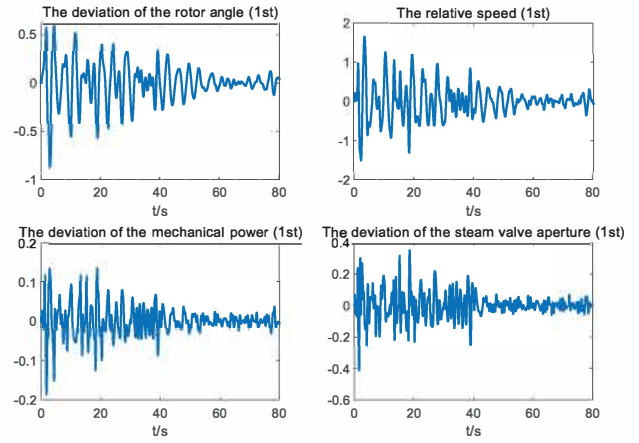 The deviation of the rotor angle (1st)
0.5
0
-0.5
-1
0 20 40 60 80
t/s
The relative speed (1st)
2
1
0
-1
-2
0 20 40 60 80
t/s
The deviation of the mechanical power (1st)
0.2
0.1
0
-0.1
-0.2
0 20 40 60 80
t/s
The deviation of the steam valve aperture (1st)
0.4
0.2
0
-0.2
-0.4
-0.6
0 20 40 60 80
t/s